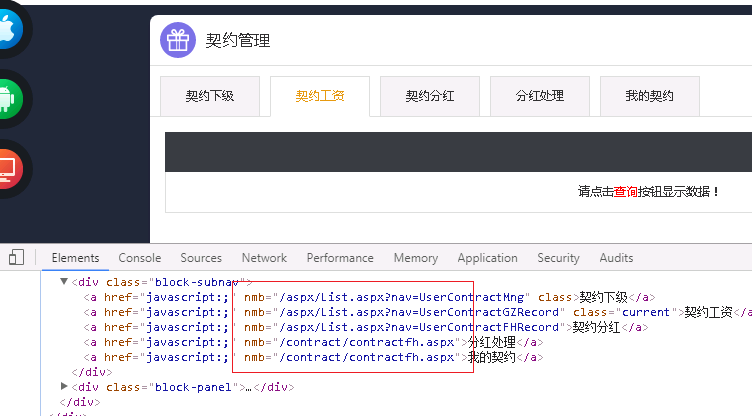 契约管理
契约下级 契约工资 契约分红 分红处理 我的契约
请点击查询按钮显示数据！
Elements Console Sources Network Performance Memory Application Security Audits
▼<div class="block-subnav">
<a href="javascript:;" nmb="/aspx/List.aspx?nav=UserContractMng" class>契约下级</a>
<a href="javascript:;" nmb="/aspx/List.aspx?nav=UserContractGZRecord" class="current">契约工资</a>
<a href="javascript:;" nmb="/aspx/List.aspx?nav=UserContractFHRecord">契约分红</a>
<a href="javascript:;" nmb="/contract/contractfh.aspx">分红处理</a>
<a href="javascript:;" nmb="/contract/contractfh.aspx">我的契约</a>
</div>
▶<div class="block-panel">…</div>
</div>